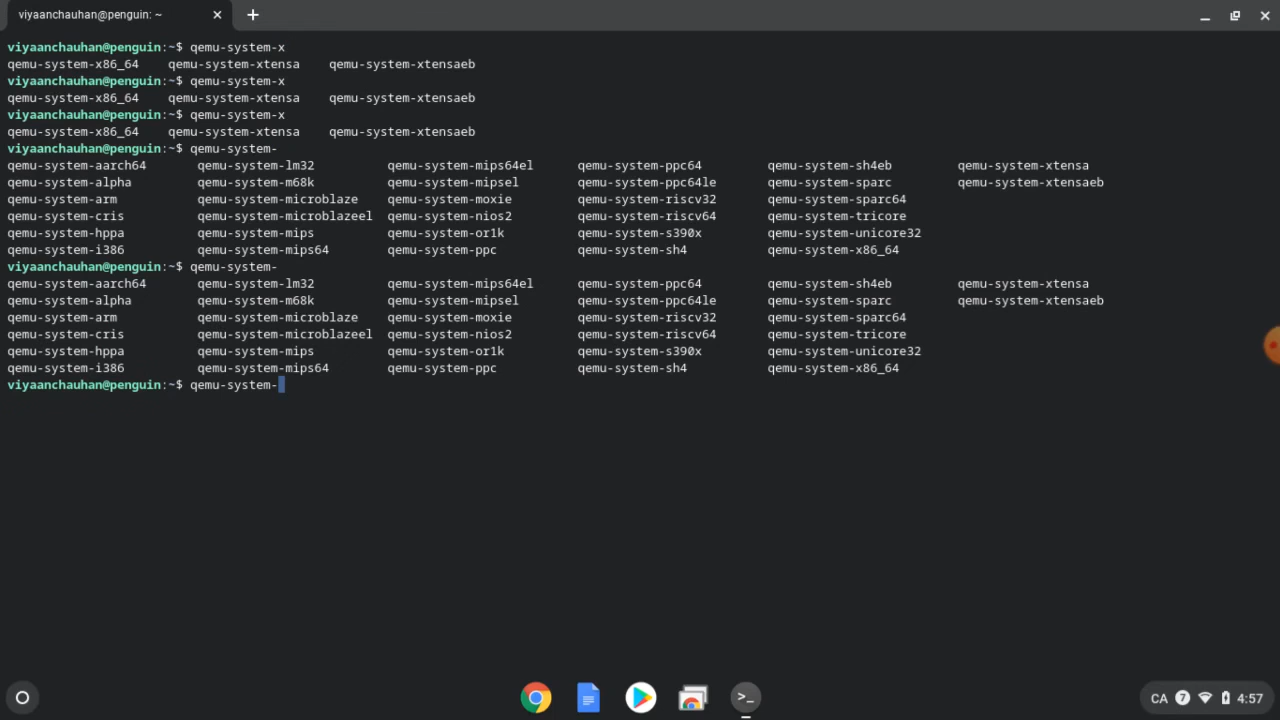 viyaanchauhan@penguin: ~
viyaanchauhan@penguin:~$ qemu-system-x
qemu-system-x86_64    qemu-system-xtensa    qemu-system-xtensaeb
viyaanchauhan@penguin:~$ qemu-system-x
qemu-system-x86_64    qemu-system-xtensa    qemu-system-xtensaeb
viyaanchauhan@penguin:~$ qemu-system-x
qemu-system-x86_64    qemu-system-xtensa    qemu-system-xtensaeb
viyaanchauhan@penguin:~$ qemu-system-
qemu-system-aarch64       qemu-system-lm32          qemu-system-mips64el      qemu-system-ppc64         qemu-system-sh4eb         qemu-system-xtensa
qemu-system-alpha         qemu-system-m68k          qemu-system-mipsel        qemu-system-ppc64le       qemu-system-sparc         qemu-system-xtensaeb
qemu-system-arm           qemu-system-microblaze    qemu-system-moxie         qemu-system-riscv32       qemu-system-sparc64
qemu-system-cris          qemu-system-microblazeel  qemu-system-nios2         qemu-system-riscv64       qemu-system-tricore
qemu-system-hppa          qemu-system-mips          qemu-system-or1k          qemu-system-s390x         qemu-system-unicore32
qemu-system-i386          qemu-system-mips64        qemu-system-ppc           qemu-system-sh4           qemu-system-x86_64
viyaanchauhan@penguin:~$ qemu-system-
qemu-system-aarch64       qemu-system-lm32          qemu-system-mips64el      qemu-system-ppc64         qemu-system-sh4eb         qemu-system-xtensa
qemu-system-alpha         qemu-system-m68k          qemu-system-mipsel        qemu-system-ppc64le       qemu-system-sparc         qemu-system-xtensaeb
qemu-system-arm           qemu-system-microblaze    qemu-system-moxie         qemu-system-riscv32       qemu-system-sparc64
qemu-system-cris          qemu-system-microblazeel  qemu-system-nios2         qemu-system-riscv64       qemu-system-tricore
qemu-system-hppa          qemu-system-mips          qemu-system-or1k          qemu-system-s390x         qemu-system-unicore32
qemu-system-i386          qemu-system-mips64        qemu-system-ppc           qemu-system-sh4           qemu-system-x86_64
viyaanchauhan@penguin:~$ qemu-system-
CA 7 4:57